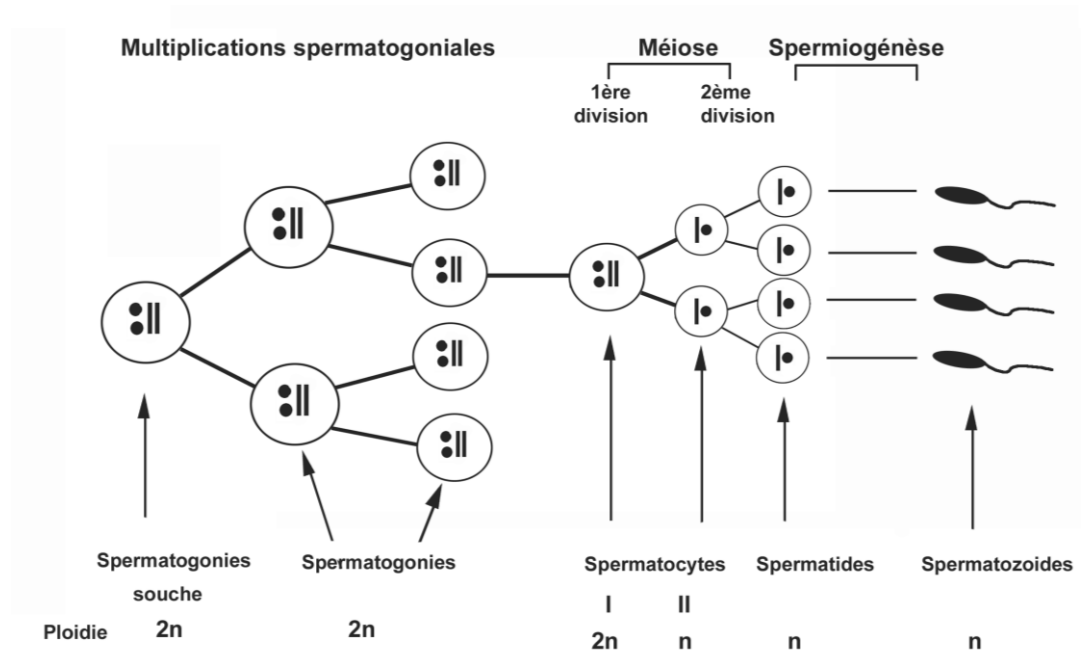 Multiplications spermatogoniales
Méiose
Spermiogénèse
1ère
division
2ème
division
Spermatogonies
souche
Spermatogonies
Spermatocytes
Spermatides
Spermatozoides
I
II
Ploidie
2n
2n
2n
n
n
n